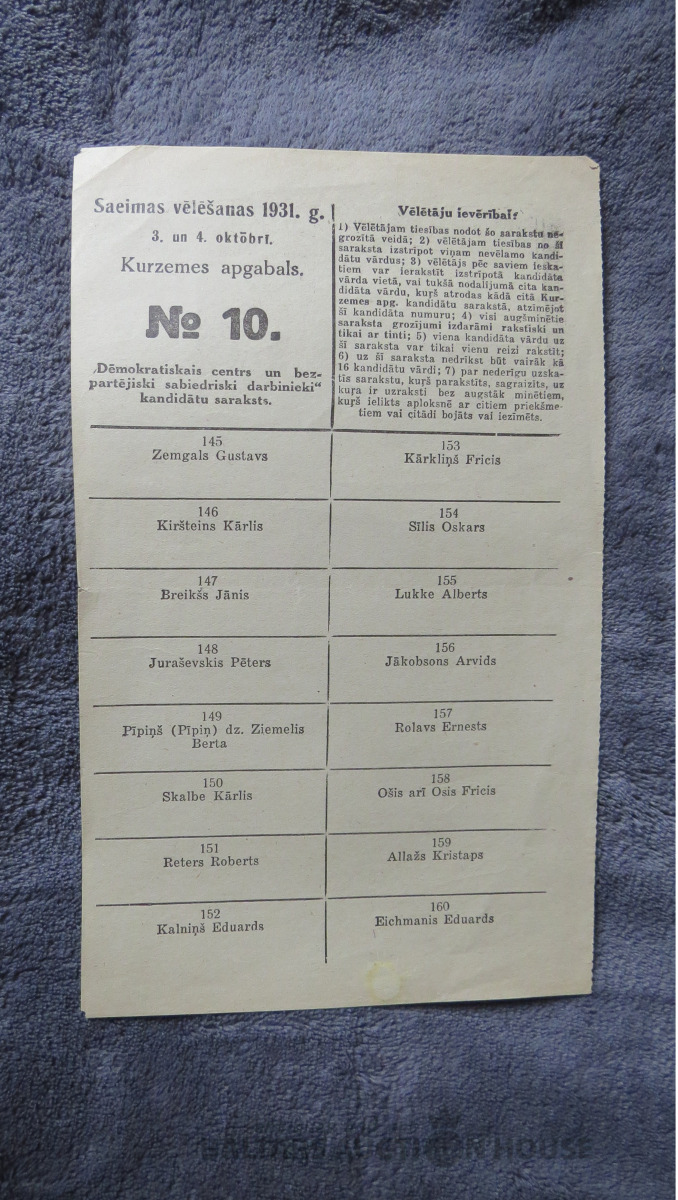 Saeimas vēlēšanas 1931. g.
3. un 4. oktōbrī.
Kurzemes apgabals.
№ 10.
„Dēmokratiskais centrs un bez-
partējiski sabiedriski darbinieki“
kandidātu saraksts.
Vēlētāju ievērībai!
1) Vēlētājam tiesības nodot šo sarakstu ne-
grozītā veidā; 2) vēlētājam tiesības no šī
saraksta izstrīpot viņam nevēlamo kandi-
dātu vārdus; 3) vēlētājs pēc saviem ieska-
tiem var ierakstīt izstrīpotā kandidāta
vārda vietā, vai tukšā nodalījumā cita kan-
didāta vārdu, kuŗš atrodas kādā citā Kur-
zemes apg. kandidātu sarakstā, atzīmējot
šī kandidāta numuru; 4) visi augšminētie
saraksta grozījumi izdarāmi rakstiski un
tikai ar tinti; 5) viena kandidāta vārdu uz
šī saraksta var tikai vienu reizi rakstīt;
6) uz šī saraksta nedrīkst būt vairāk kā
16 kandidātu vārdi; 7) par nederīgu uzska-
tīs sarakstu, kuŗš parakstīts, sagraizīts, uz
kuŗa ir uzraksti bez augstāk minētiem,
kuŗš ielikts aploksnē ar citiem priekšme-
tiem vai citādi bojāts vai iezīmēts.
145
Zemgals Gustavs
146
Kiršteins Kārlis
147
Breikšs Jānis
148
Juraševskis Pēters
149
Pīpiņš (Pīpiņ) dz. Ziemelis
Berta
150
Skalbe Kārlis
151
Reters Roberts
152
Kalniņš Eduards
153
Kārkliņš Fricis
154
Sīlis Oskars
155
Lukke Alberts
156
Jākobsons Arvids
157
Rolavs Ernests
158
Ošis arī Osis Fricis
159
Allažs Kristaps
160
Eichmanis Eduards
HOUSE